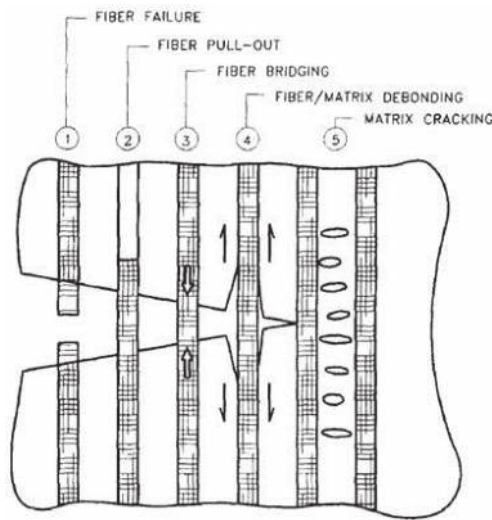 FIBER FAILURE
FIBER PULL-OUT
FIBER BRIDGING
FIBER/MATRIX DEBONDING
MATRIX CRACKING
1 2 3 4 5